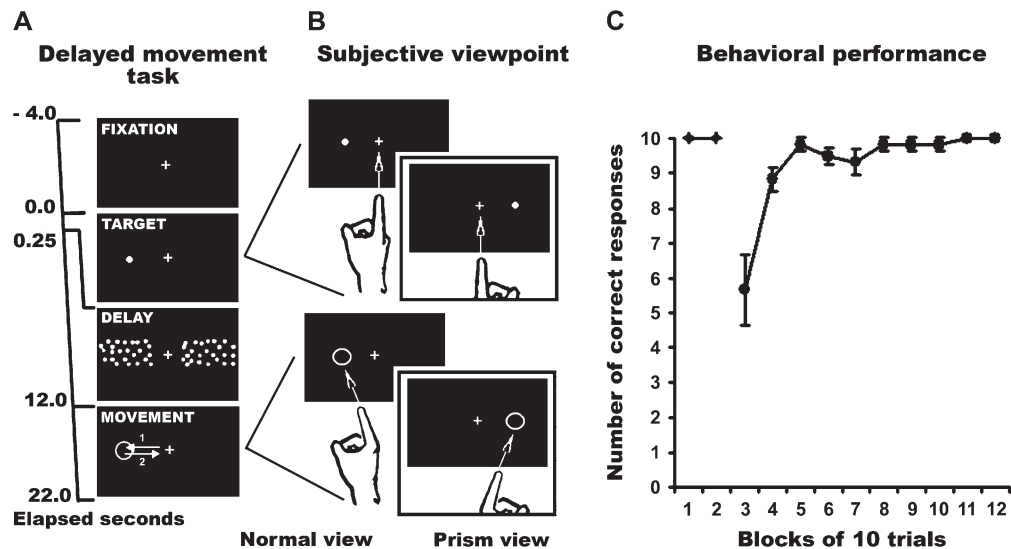 A
Delayed movement
task
- 4.0
FIXATION
0.0
0.25
TARGET
DELAY
12.0
MOVEMENT
1
2
22.0
Elapsed seconds
B
Subjective viewpoint
Normal view
Prism view
C
Behavioral performance
Number of correct responses
10
9
8
7
6
5
4
3
2
1
0
1 2 3 4 5 6 7 8 9 10 11 12
Blocks of 10 trials